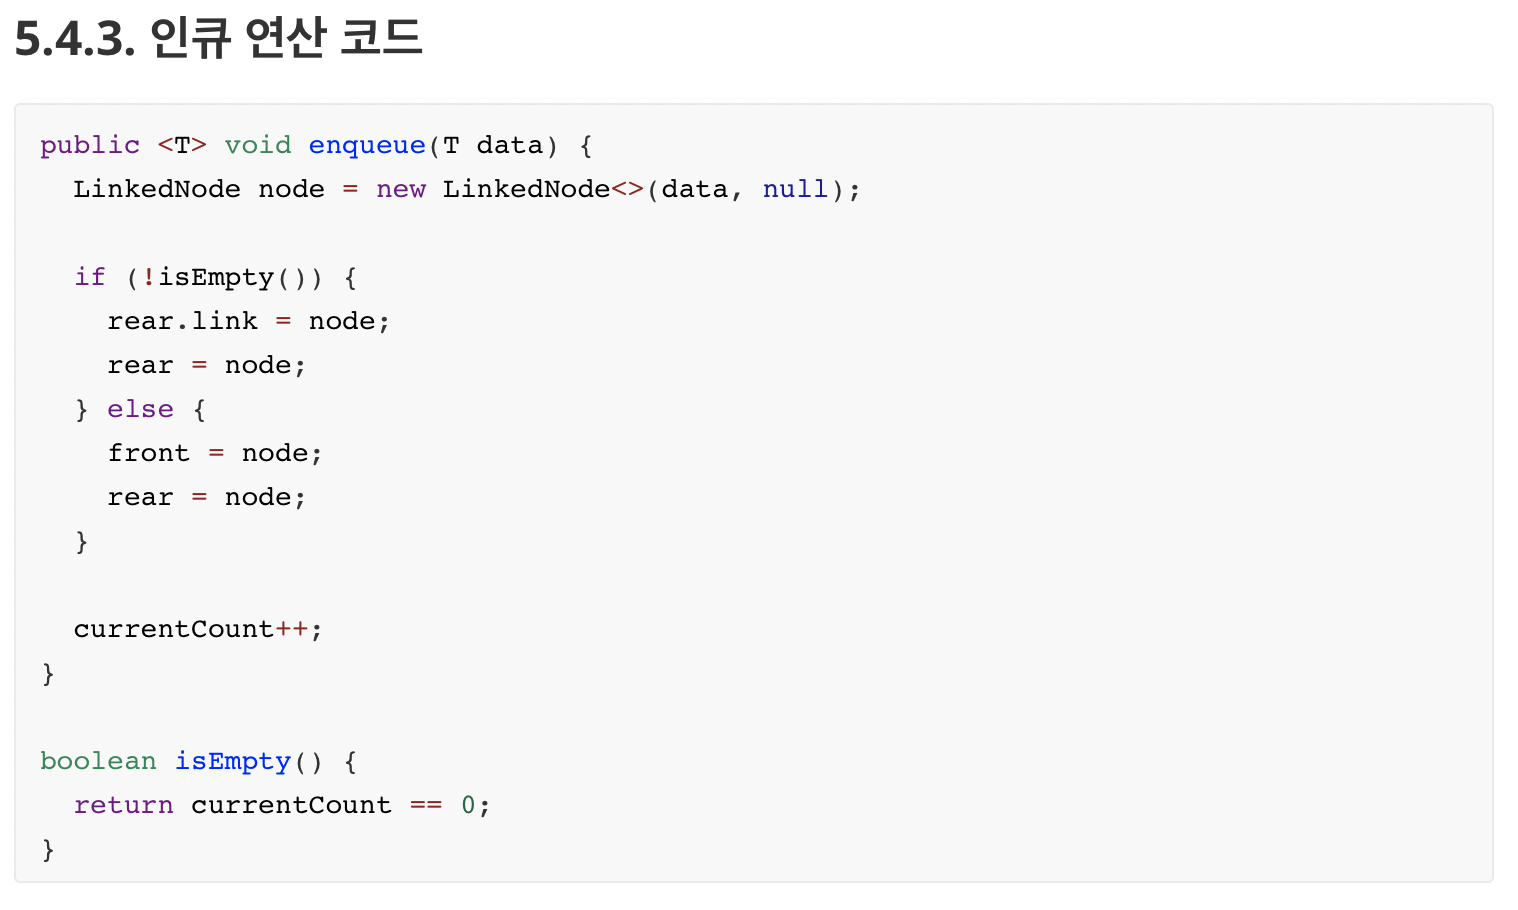 5.4.3. 인큐 연산 코드
public <T> void enqueue(T data) {
  LinkedNode node = new LinkedNode<>(data, null);

  if (!isEmpty()) {
    rear.link = node;
    rear = node;
  } else {
    front = node;
    rear = node;
  }

  currentCount++;
}

boolean isEmpty() {
  return currentCount == 0;
}